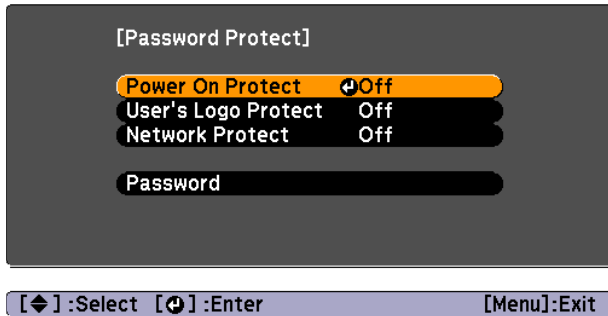 [Password Protect]
Power On Protect Off
User's Logo Protect Off
Network Protect Off
Password
[◆]:Select [↵]:Enter [Menu]:Exit